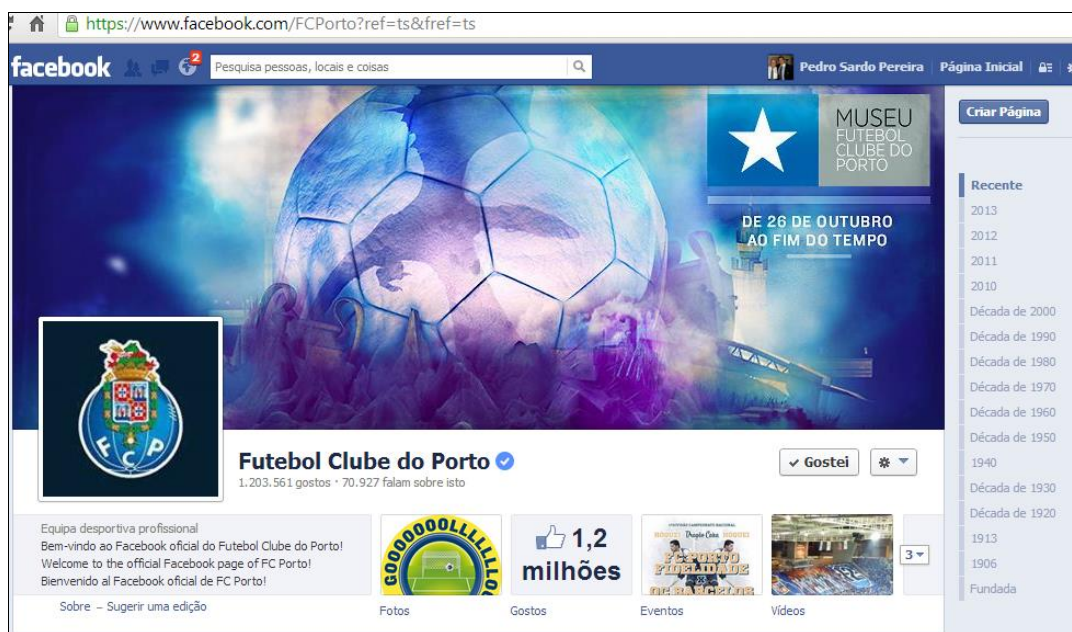 https://www.facebook.com/FCPorto?ref=ts&fref=ts
facebook
2
Pesquisa pessoas, locais e coisas
Pedro Sardo Pereira
Página Inicial
MUSEU
FUTEBOL
CLUBE DO
PORTO
DE 26 DE OUTUBRO
AO FIM DO TEMPO
Criar Página
Recente
2013
2012
2011
2010
Década de 2000
Década de 1990
Década de 1980
Década de 1970
Década de 1960
Década de 1950
1940
Década de 1930
Década de 1920
1913
1906
Fundada
FCP
Futebol Clube do Porto
1.203.561 gostos · 70.927 falam sobre isto
Gostei
Equipa desportiva profissional
Bem-vindo ao Facebook oficial do Futebol Clube do Porto!
Welcome to the official Facebook page of FC Porto!
Bienvenido al Facebook oficial de FC Porto!
Sobre – Sugerir uma edição
Fotos
1,2
milhões
Gostos
Dragão Caixa
FC PORTO
FIDELIDADE
OC BARCELOS
Eventos
Vídeos
3